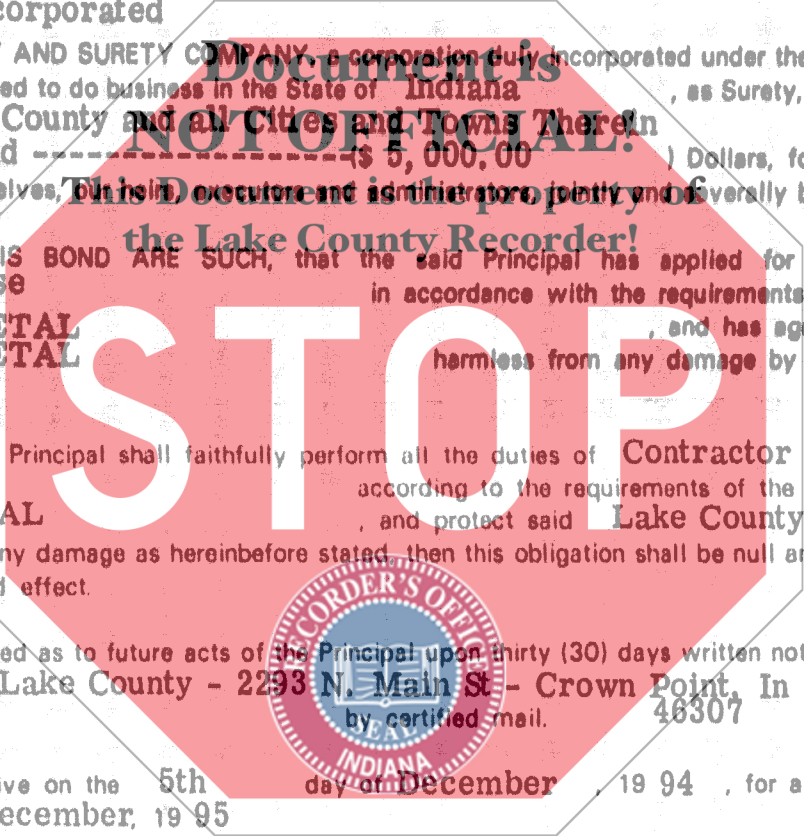 corporated
Document is
AND SURETY COMPANY, a corporation duly incorporated under the
ed to do business in the State of Indiana , as Surety,
County and all Cities and Towns Therein
NOT OFFICIAL!
d --------------------($ 5, 000.00 ) Dollars, fo
elves, our heirs, executors and administrators, jointly and severally
This Document is the property of
the Lake County Recorder!
IS BOND ARE SUCH, that the said Principal has applied for
se in accordance with the requirements
ETAL , and has ag
ETAL harmless from any damage by
STOP
Principal shall faithfully perform all the duties of Contractor
according to the requirements of the
AL , and protect said Lake County
ny damage as hereinbefore stated, then this obligation shall be null an
d effect.
RECORDER'S OFFICE
ed as to future acts of the Principal upon thirty (30) days written not
Lake County - 2293 N. Main St - Crown Point, In
46307
by certified mail.
SEAL
INDIANA
ive on the 5th day of December , 19 94 , for a
ecember, 19 95